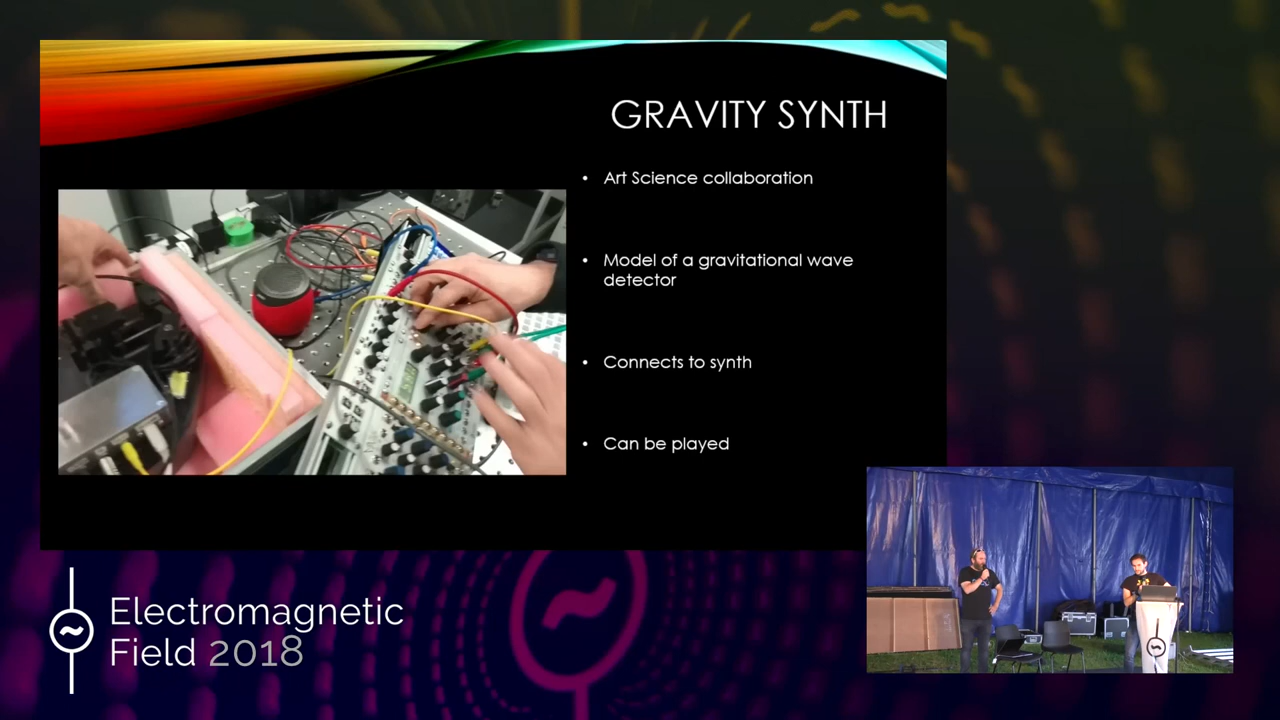 GRAVITY SYNTH
• Art Science collaboration
• Model of a gravitational wave
detector
• Connects to synth
• Can be played
Electromagnetic
Field 2018